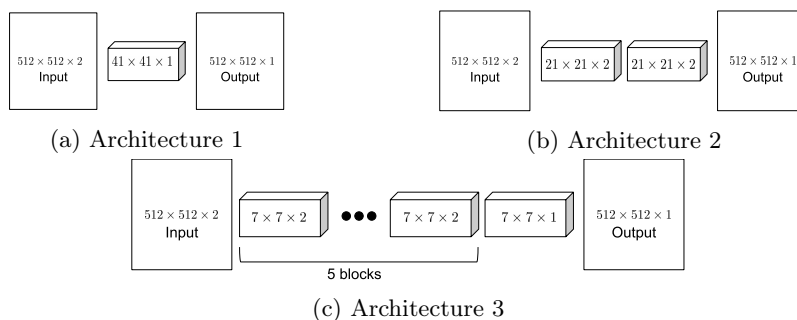 512 × 512 × 2
Input
41 × 41 × 1
512 × 512 × 1
Output
(a) Architecture 1
512 × 512 × 2
Input
21 × 21 × 2
21 × 21 × 2
512 × 512 × 1
Output
(b) Architecture 2
512 × 512 × 2
Input
7 × 7 × 2
7 × 7 × 2
7 × 7 × 1
512 × 512 × 1
Output
5 blocks
(c) Architecture 3